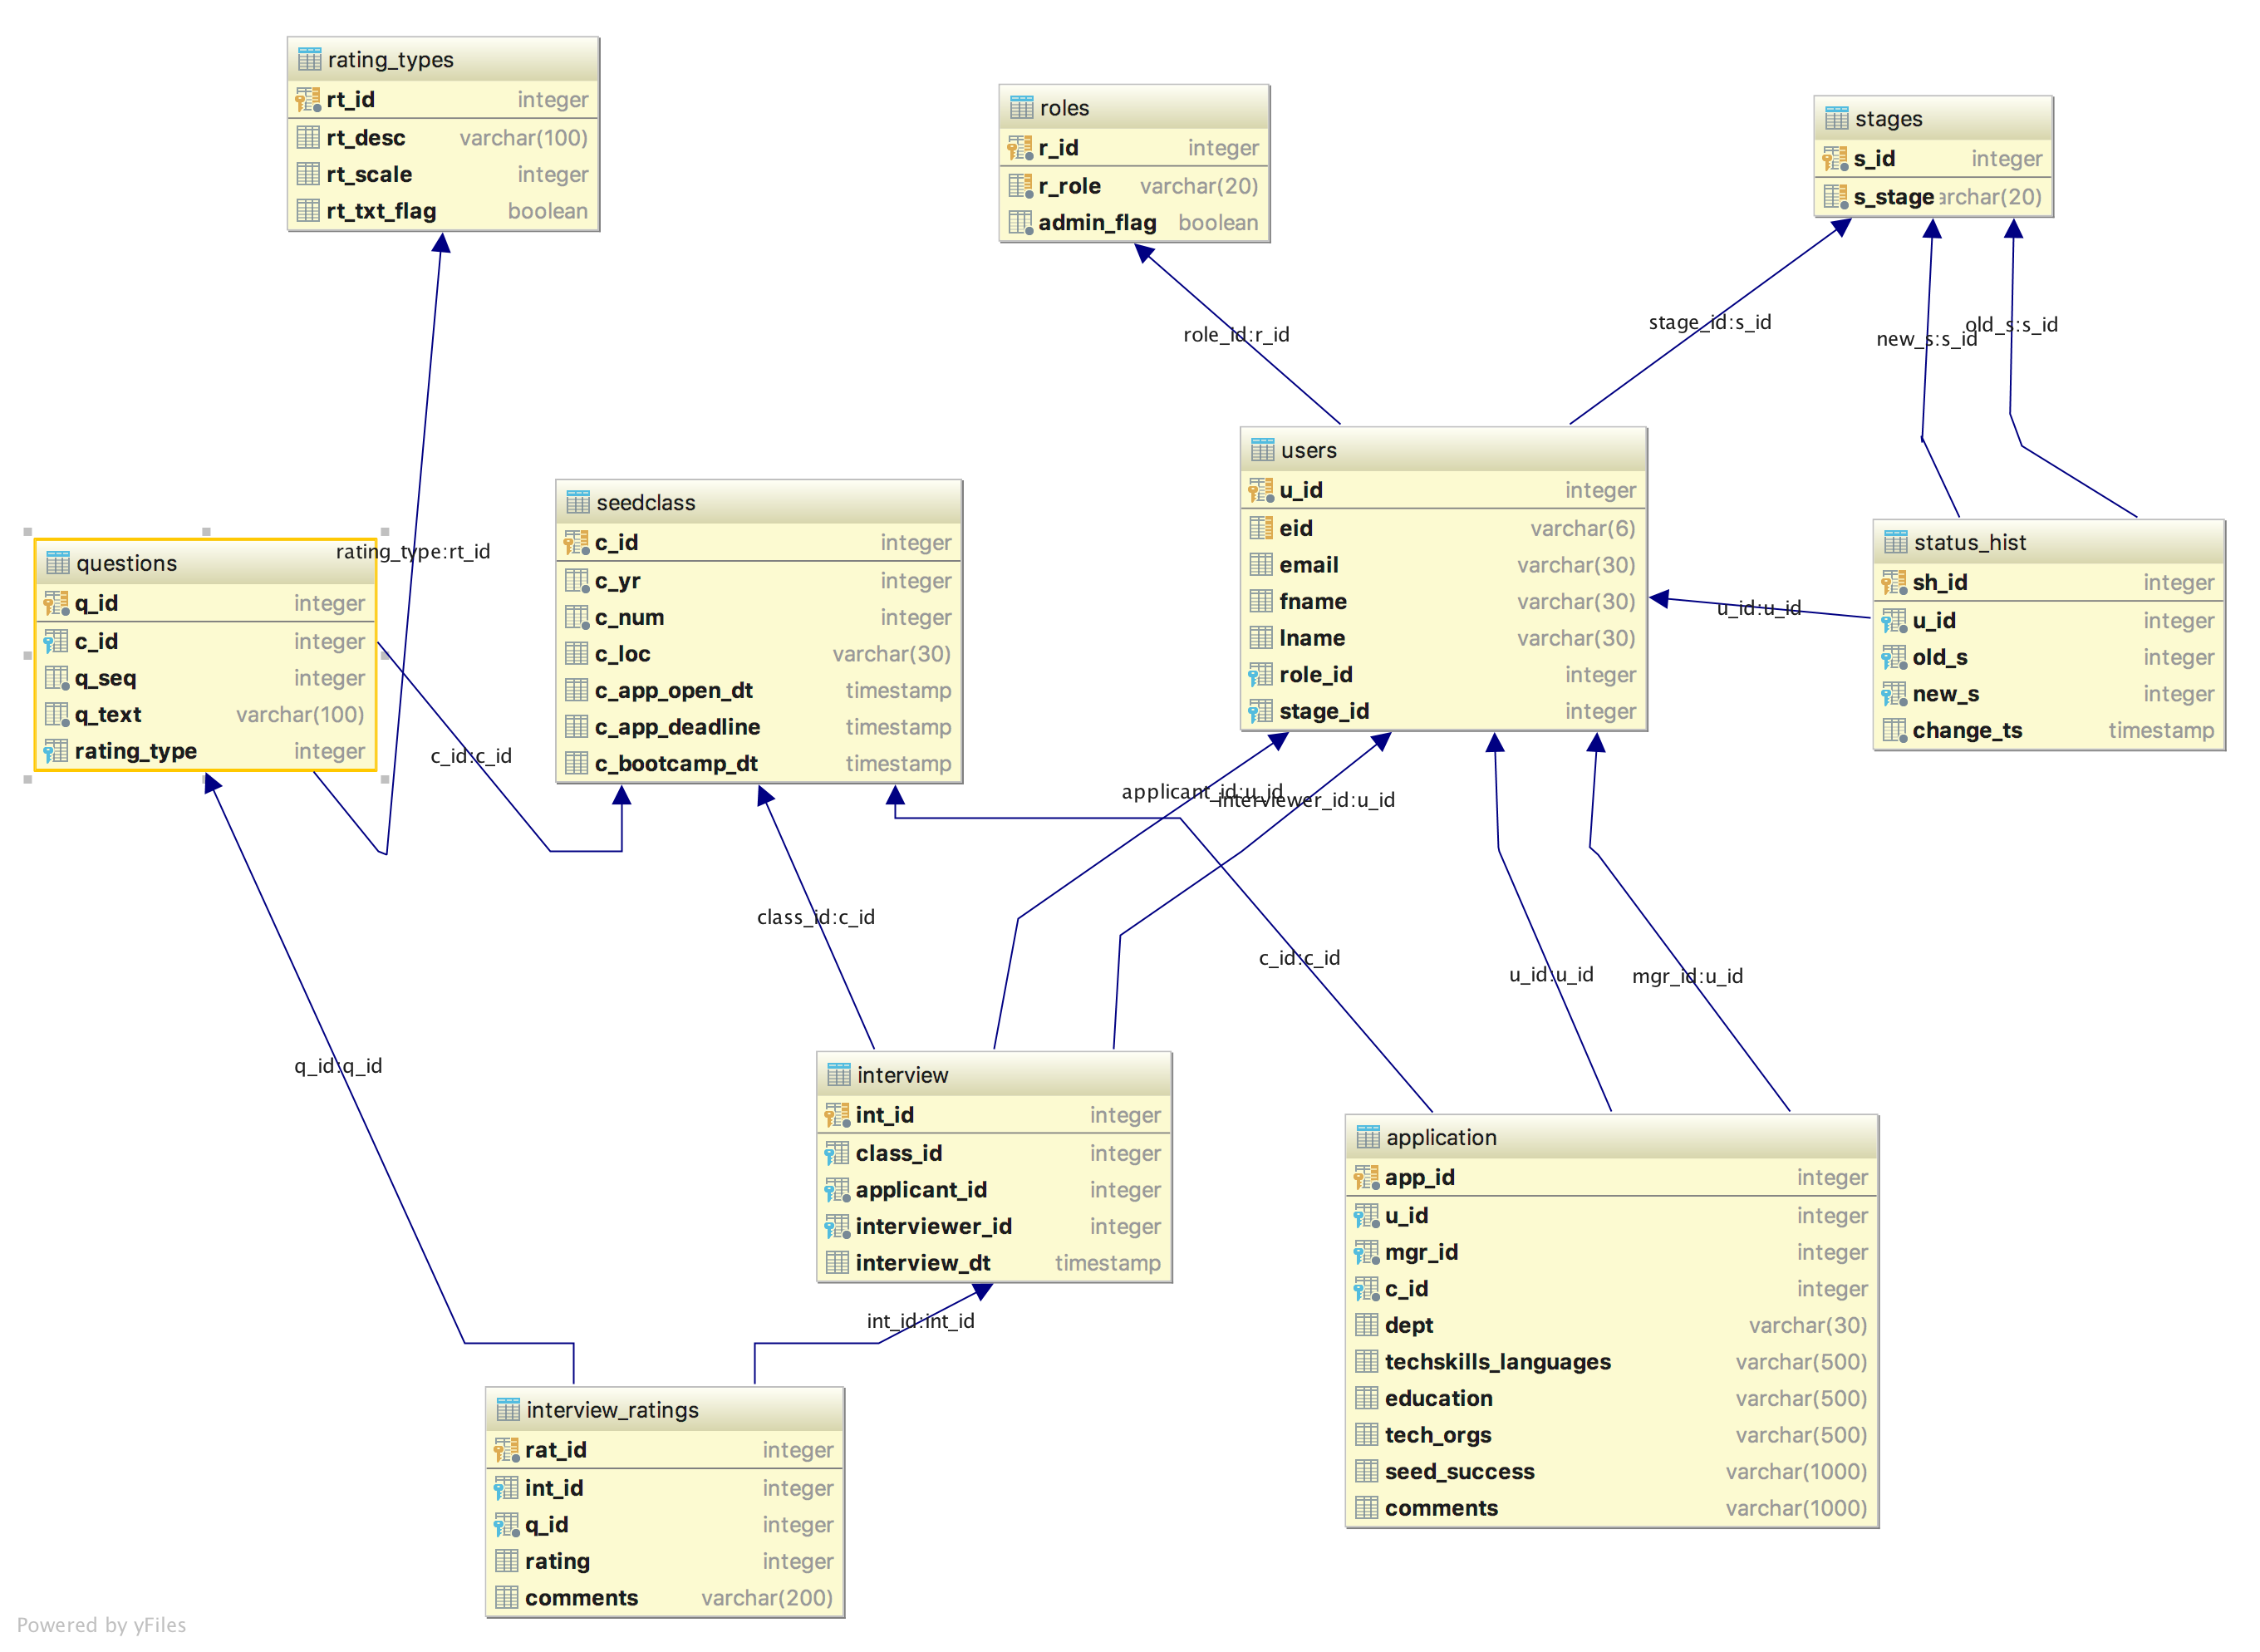 rating_types
rt_id integer
rt_desc varchar(100)
rt_scale integer
rt_txt_flag boolean
roles
r_id integer
r_role varchar(20)
admin_flag boolean
stages
s_id integer
s_stage archar(20)
role_id:r_id
stage_id:s_id
new_s:s_id
old_s:s_id
users
u_id integer
eid varchar(6)
email varchar(30)
fname varchar(30)
lname varchar(30)
role_id integer
stage_id integer
seedclass
c_id integer
c_yr integer
c_num integer
c_loc varchar(30)
c_app_open_dt timestamp
c_app_deadline timestamp
c_bootcamp_dt timestamp
status_hist
sh_id integer
u_id integer
old_s integer
new_s integer
change_ts timestamp
u_id:u_id
questions
q_id integer
c_id integer
q_seq integer
q_text varchar(100)
rating_type integer
rating_type:rt_id
c_id:c_id
applicant_id:u_id
interviewer_id:u_id
class_id:c_id
c_id:c_id
u_id:u_id
mgr_id:u_id
q_id:q_id
interview
int_id integer
class_id integer
applicant_id integer
interviewer_id integer
interview_dt timestamp
application
app_id integer
u_id integer
mgr_id integer
c_id integer
dept varchar(30)
techskills_languages varchar(500)
education varchar(500)
tech_orgs varchar(500)
seed_success varchar(1000)
comments varchar(1000)
int_id:int_id
interview_ratings
rat_id integer
int_id integer
q_id integer
rating integer
comments varchar(200)
Powered by yFiles